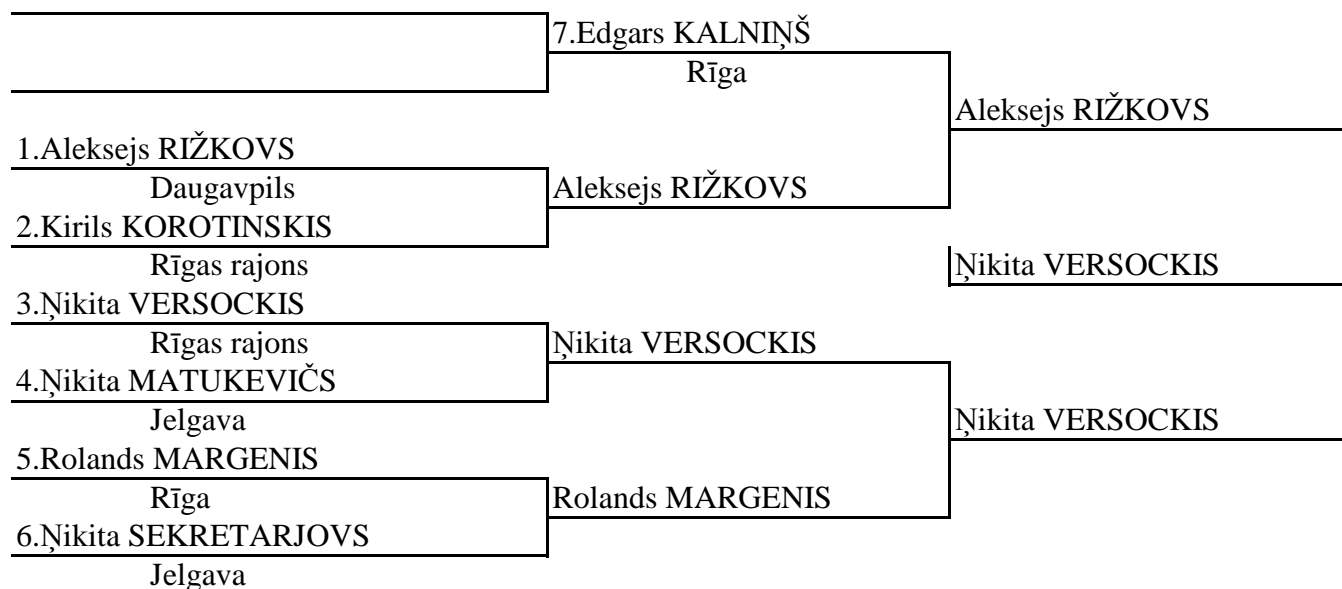 7.Edgars KALNIŅŠ
Rīga
Aleksejs RIŽKOVS
1.Aleksejs RIŽKOVS
Daugavpils
Aleksejs RIŽKOVS
2.Kirils KOROTINSKIS
Rīgas rajons
Ņikita VERSOCKIS
3.Ņikita VERSOCKIS
Rīgas rajons
Ņikita VERSOCKIS
4.Ņikita MATUKEVIČS
Jelgava
Ņikita VERSOCKIS
5.Rolands MARGENIS
Rīga
Rolands MARGENIS
6.Ņikita SEKRETARJOVS
Jelgava